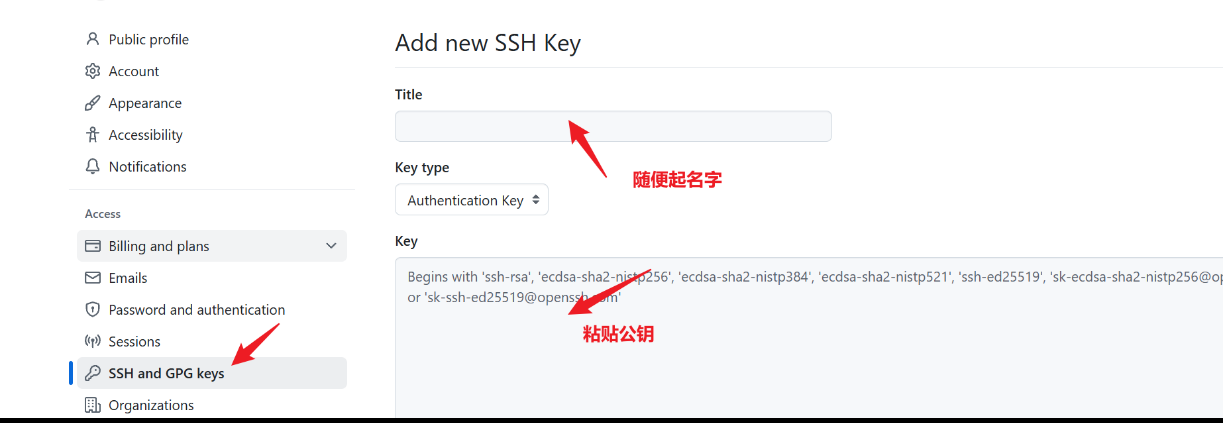 Public profile
Account
Appearance
Accessibility
Notifications
Access
Billing and plans
Emails
Password and authentication
Sessions
SSH and GPG keys
Organizations
Add new SSH Key
Title
随便起名字
Key type
Authentication Key
Key
Begins with 'ssh-rsa', 'ecdsa-sha2-nistp256', 'ecdsa-sha2-nistp384', 'ecdsa-sha2-nistp521', 'ssh-ed25519', 'sk-ecdsa-sha2-nistp256@op
or 'sk-ssh-ed25519@openssh.com'
粘贴公钥